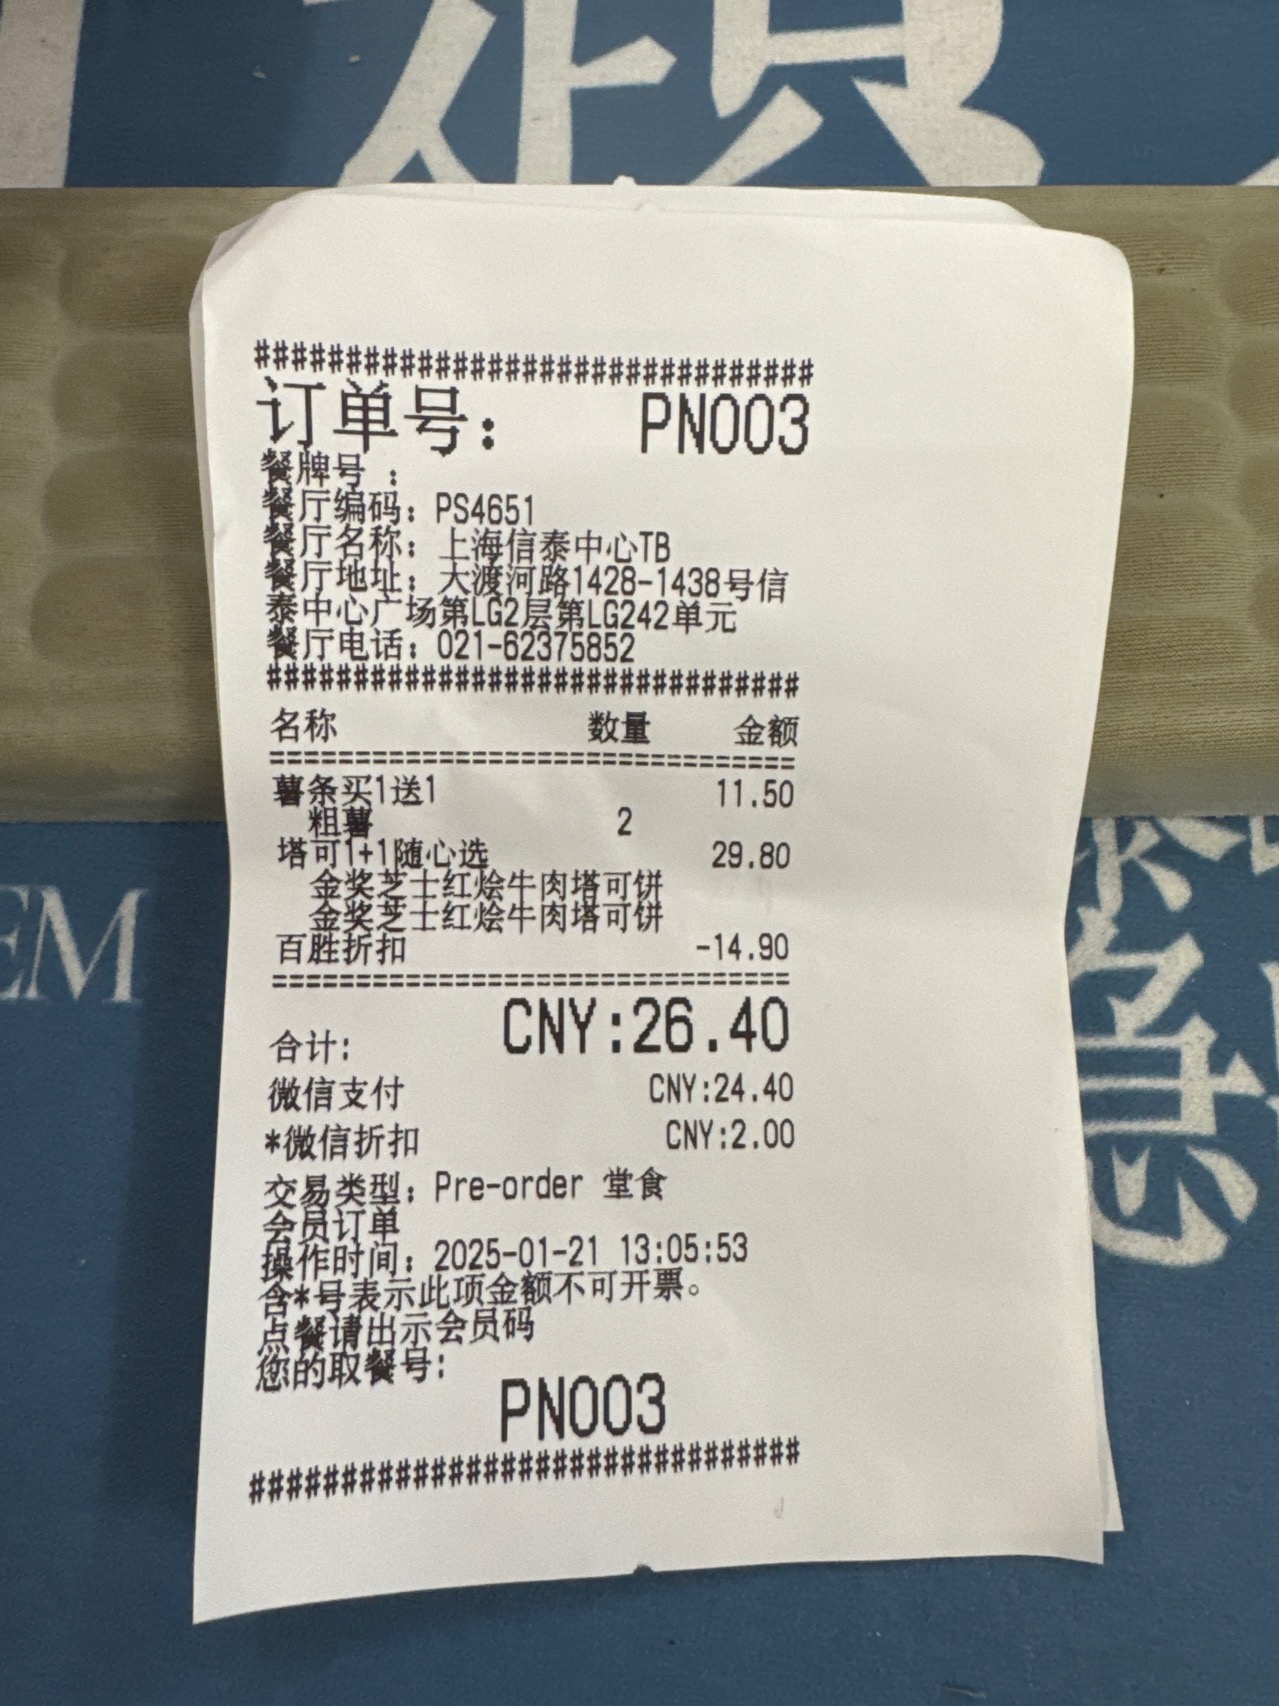 ##############################
订单号： PN003
餐牌号 ：
餐厅编码：PS4651
餐厅名称：上海信泰中心TB
餐厅地址：大渡河路1428-1438号信
泰中心广场第LG2层第LG242单元
餐厅电话：021-62375852
##############################
名称 数量 金额
==============================
薯条买1送1 11.50
粗薯 2
塔可1+1随心选 29.80
金奖芝士红烩牛肉塔可饼
金奖芝士红烩牛肉塔可饼
百胜折扣 -14.90
==============================
合计: CNY:26.40
微信支付 CNY:24.40
*微信折扣 CNY:2.00
交易类型：Pre-order 堂食
会员订单
操作时间：2025-01-21 13:05:53
含*号表示此项金额不可开票。
点餐请出示会员码
您的取餐号:
PN003
##############################
EM